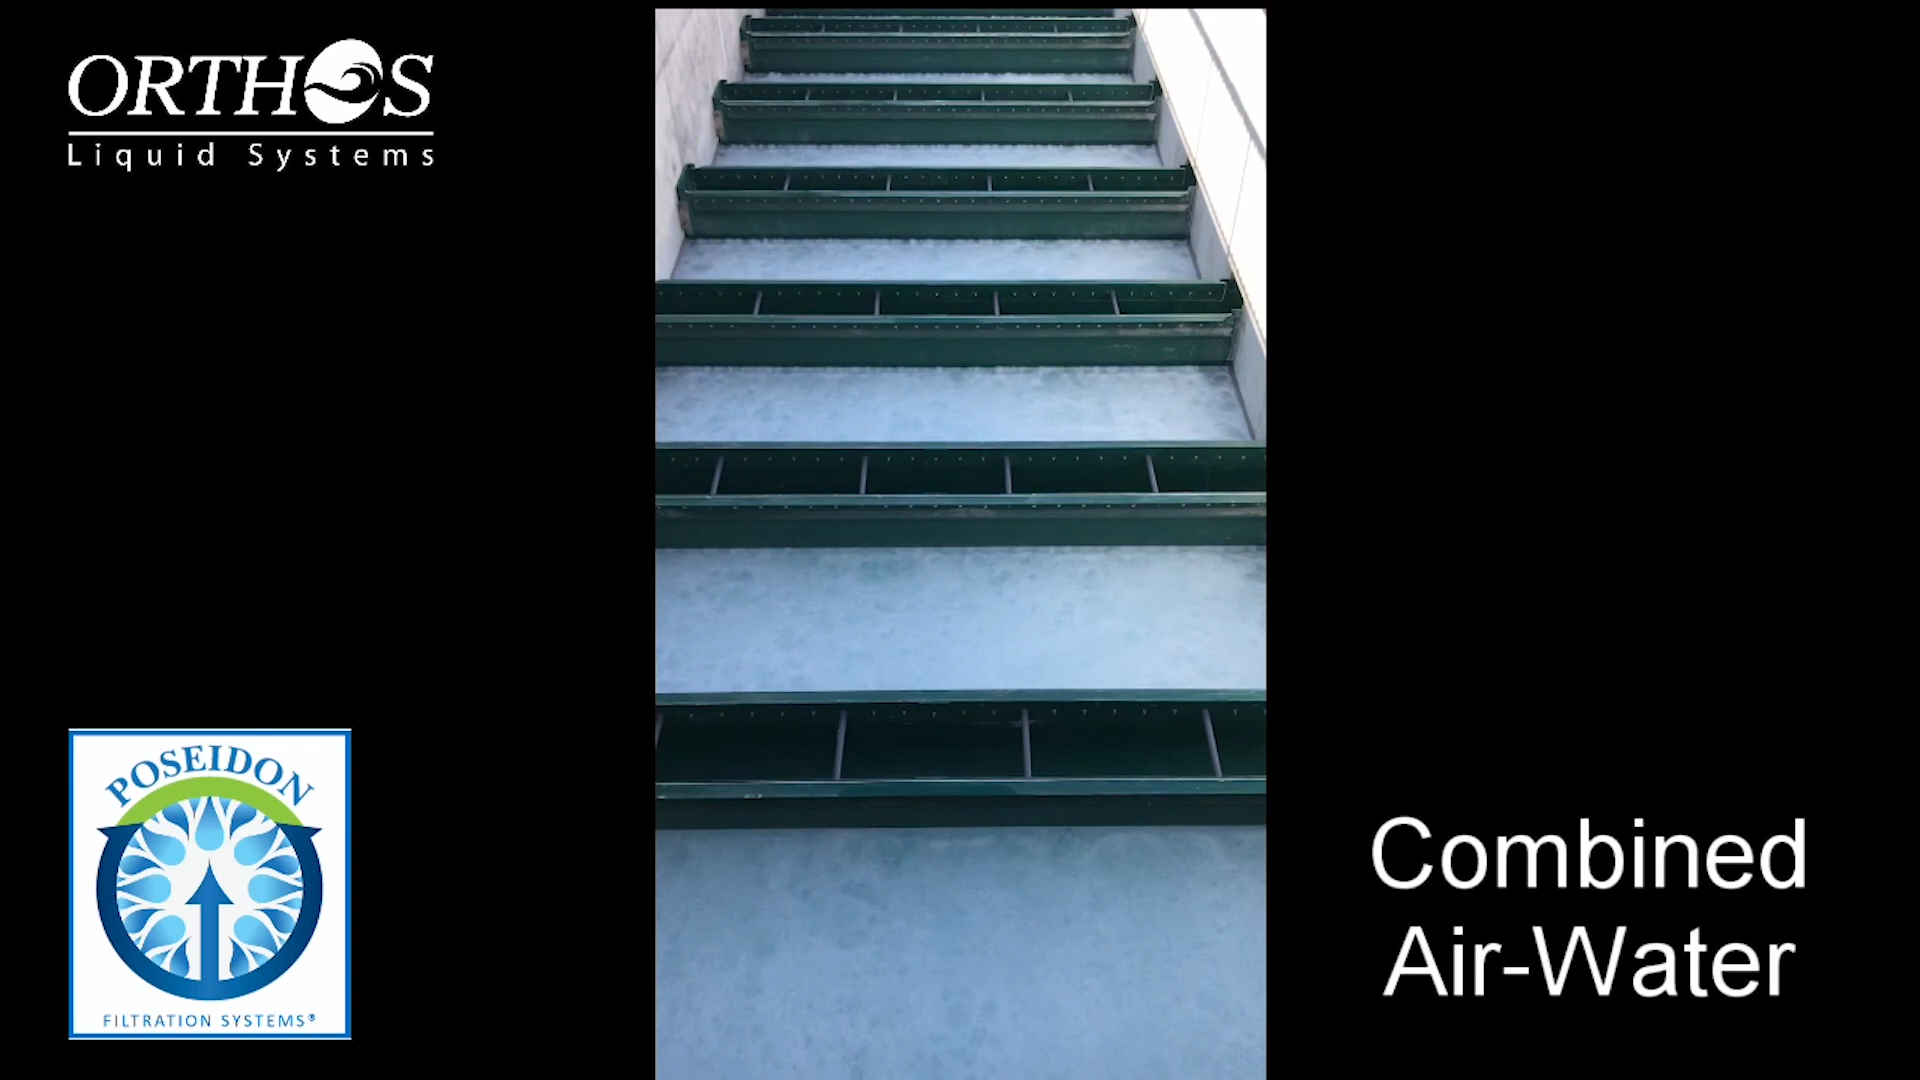 ORTHOS
Liquid Systems
POSEIDON
FILTRATION SYSTEMS®
Combined
Air-Water